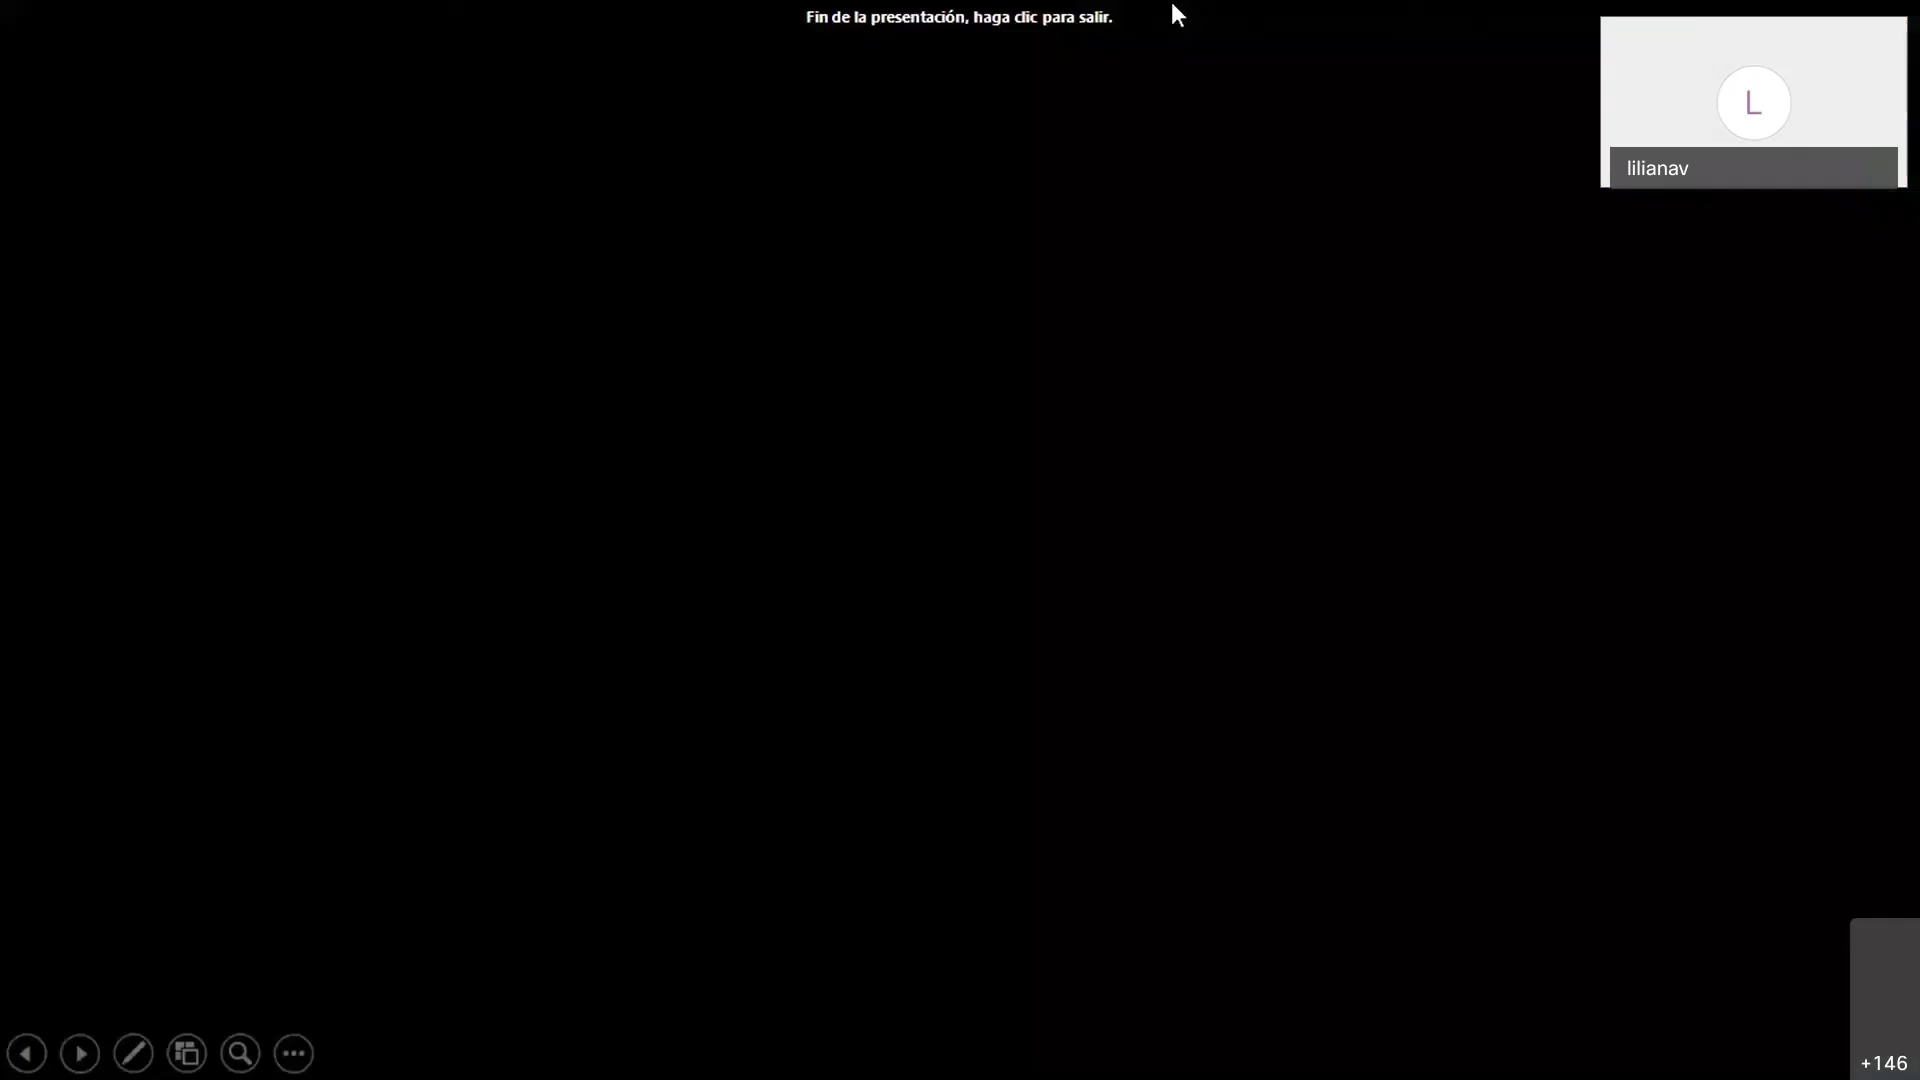 Fin de la presentación, haga clic para salir.
L
lilianav
+146